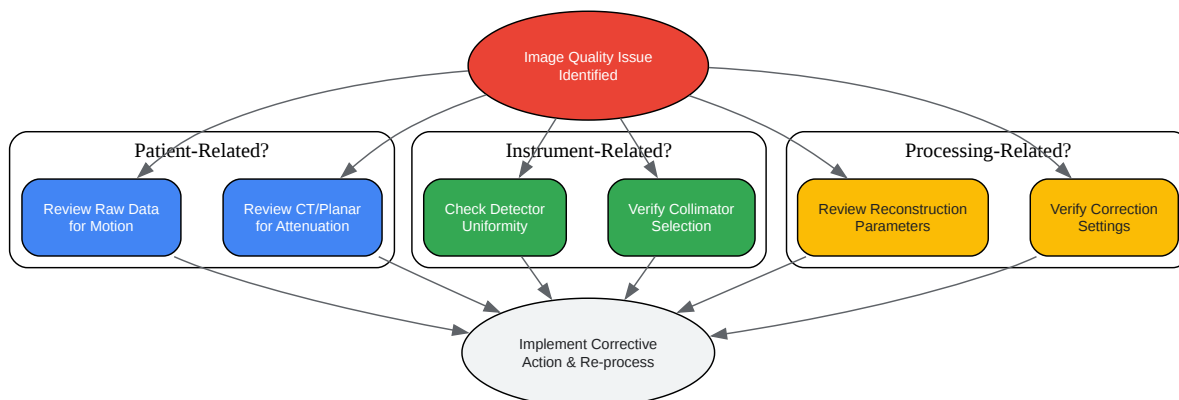 Image Quality Issue
Identified
Patient-Related?
Instrument-Related?
Processing-Related?
Review Raw Data
for Motion
Review CT/Planar
for Attenuation
Check Detector
Uniformity
Verify Collimator
Selection
Review Reconstruction
Parameters
Verify Correction
Settings
Implement Corrective
Action & Re-process